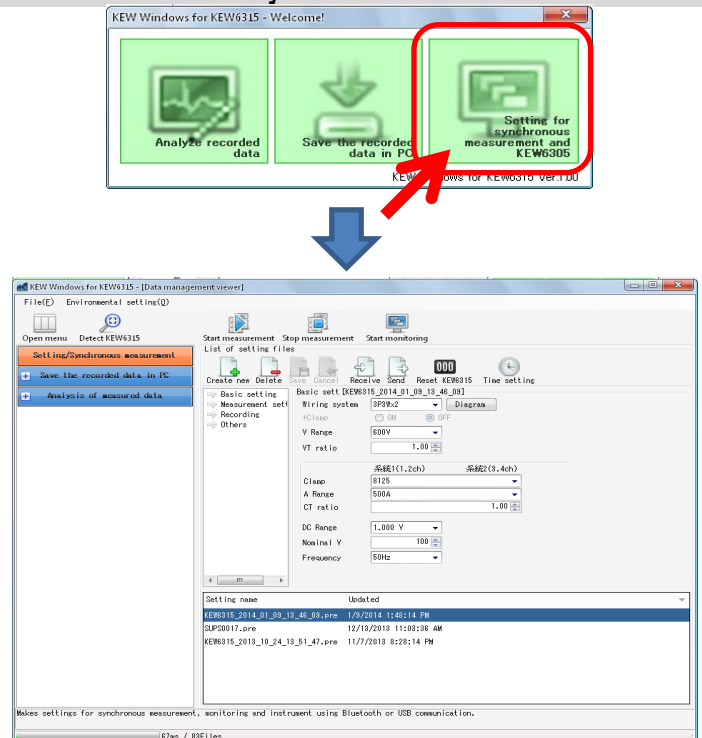 KEW Windows for KEW6315 - Welcome!
Analyze recorded
data
Save the recorded
data in PC
Setting for
synchronous
measurement and
KEW6305
KEW Windows for KEW6315 Ver.1.00
KEW Windows for KEW6315 - [Data management viewer]
File(F) Environmental setting(O)
Open menu Detect KEW6315 Start measurement Stop measurement Start monitoring
Setting/Synchronous measurement
Save the recorded data in PC
Analysis of measured data
List of setting files
Create new Delete Save Cancel Receive Send Reset KEW6315 Time setting
Basic setting
Measurement sett
Recording
Others
Basic sett [KEW6315_2014_01_09_13_46_09]
Wiring system 3P3Wx2 Diagram
+Clamp ON OFF
V Range 600V
VT ratio 1.00
系統1(1.2ch) 系統2(3.4ch)
Clamp 8125
A Range 500A
CT ratio 1.00
DC Range 1.000 V
Nominal V 100
Frequency 50Hz
Setting name Updated
KEW6315_2014_01_09_13_46_09.pre 1/9/2014 1:48:14 PM
SUPS0017.pre 12/13/2013 11:03:36 AM
KEW6315_2013_10_24_13_51_47.pre 11/7/2013 8:28:14 PM
Makes settings for synchronous measurement, monitoring and instrument using Bluetooth or USB communication.